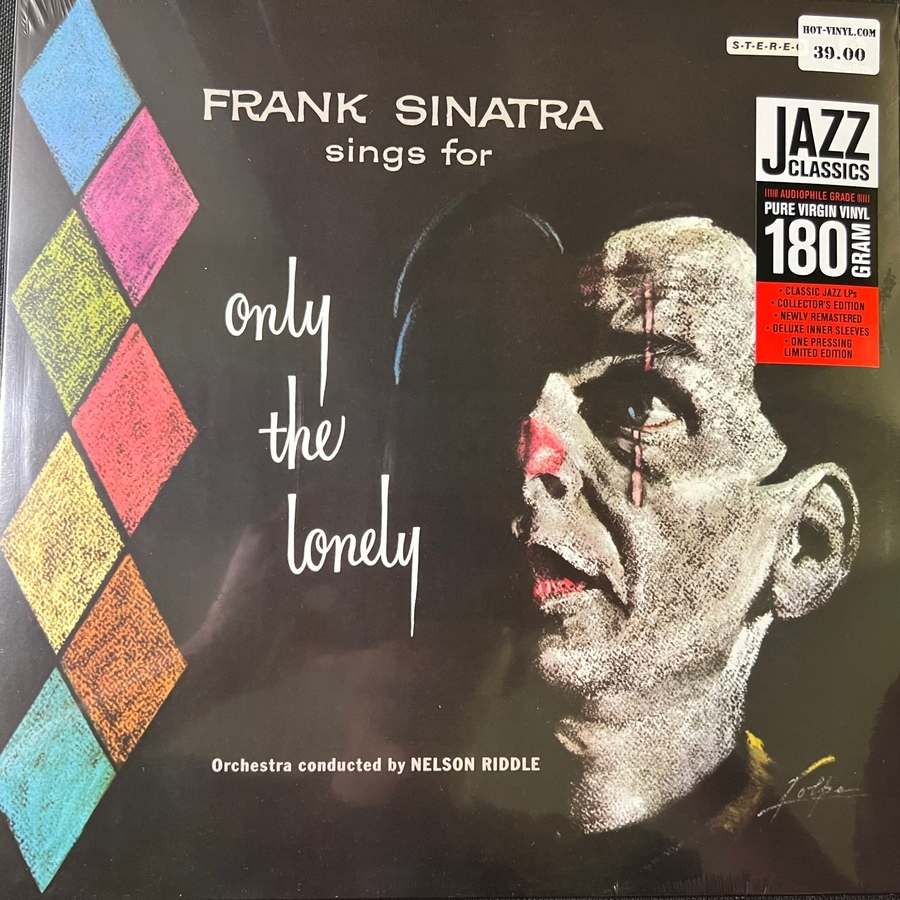 HOT-VINYL.COM
39.00
S-T-E-R-E-O
FRANK SINATRA
sings for
only
the
lonely
JAZZ
CLASSICS
AUDIOPHILE GRADE
PURE VIRGIN VINYL
180 GRAM
• CLASSIC JAZZ LPs
• COLLECTOR'S EDITION
• NEWLY REMASTERED
• DELUXE INNER SLEEVES
• ONE PRESSING
LIMITED EDITION
Orchestra conducted by NELSON RIDDLE
Volpe